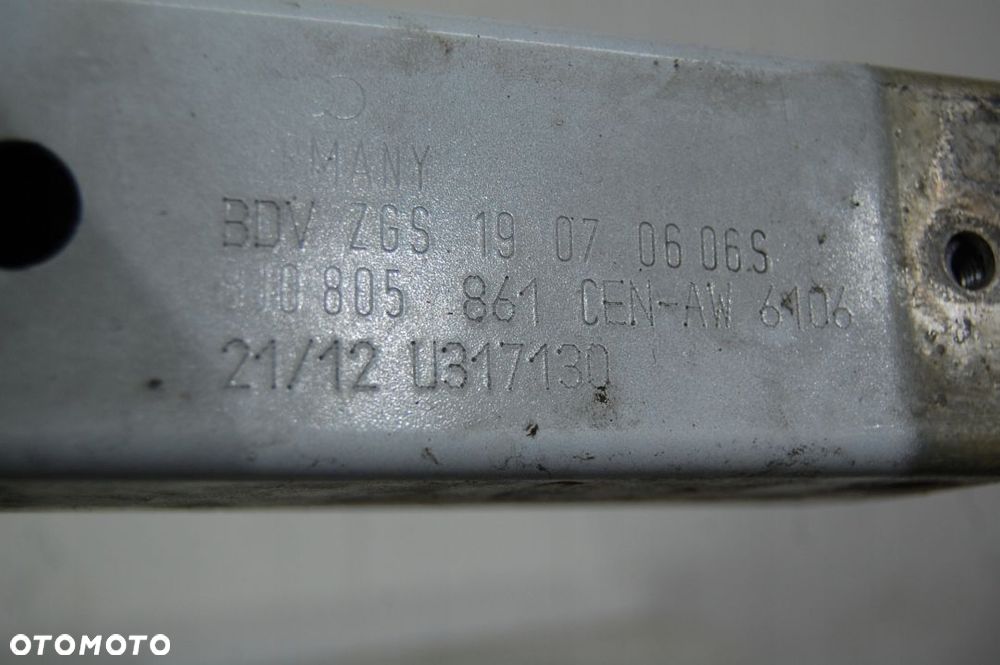 MANY
BDV ZGS 19 07 06 06S
805 861 CEN-AW 6106
21/12 U317130
OTOMOTO